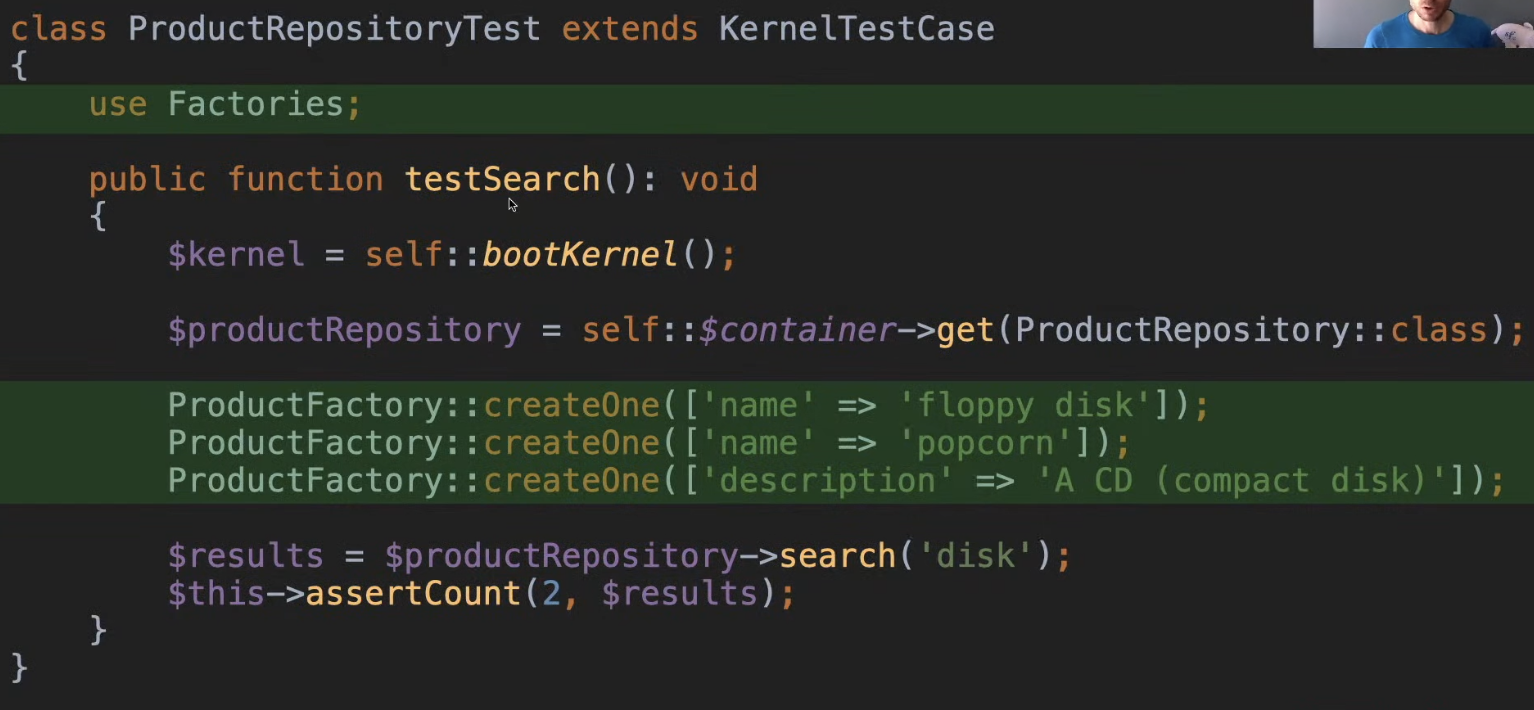 class ProductRepositoryTest extends KernelTestCase
{
    use Factories;
    public function testSearch(): void
    {
        $kernel = self::bootKernel();
        $productRepository = self::$container->get(ProductRepository::class);
        ProductFactory::createOne(['name' => 'floppy disk']);
        ProductFactory::createOne(['name' => 'popcorn']);
        ProductFactory::createOne(['description' => 'A CD (compact disk)']);
        $results = $productRepository->search('disk');
        $this->assertCount(2, $results);
    }
}